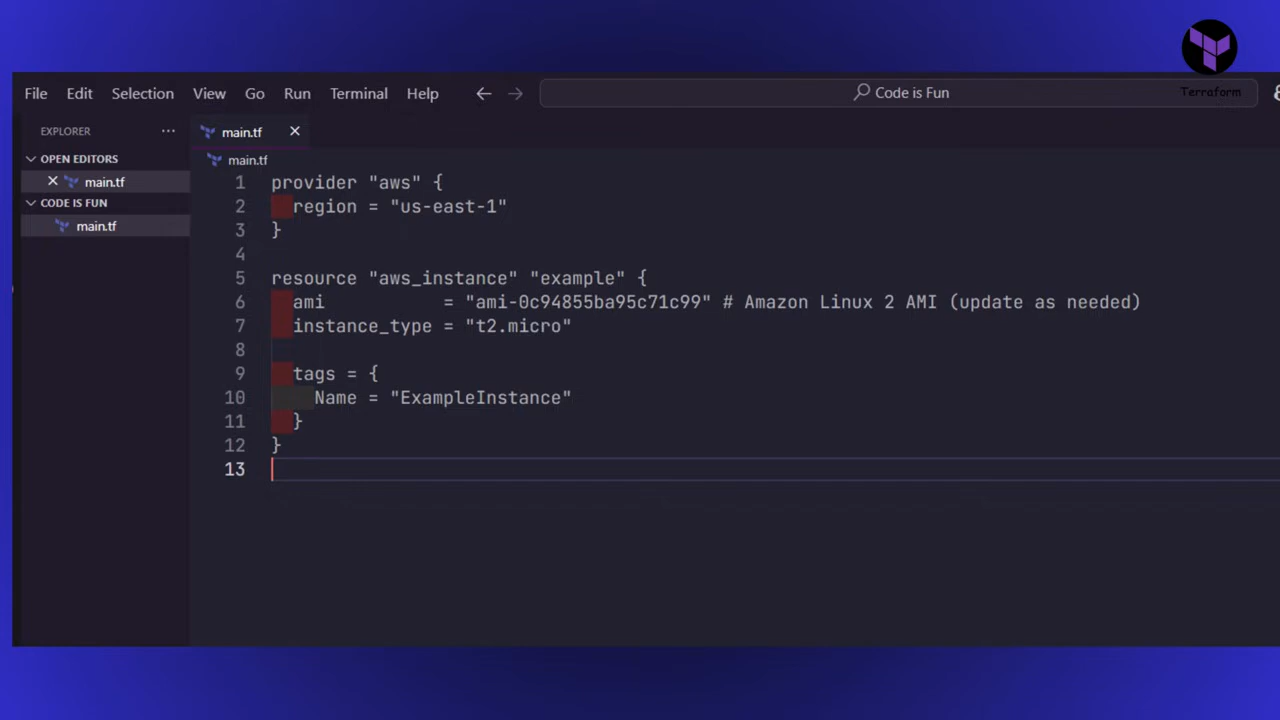 Terraform
File Edit Selection View Go Run Terminal Help
Code is Fun
EXPLORER
main.tf
OPEN EDITORS
main.tf
main.tf
CODE IS FUN
main.tf
1 provider "aws" {
2   region = "us-east-1"
3 }
4
5 resource "aws_instance" "example" {
6   ami           = "ami-0c94855ba95c71c99" # Amazon Linux 2 AMI (update as needed)
7   instance_type = "t2.micro"
8
9   tags = {
10     Name = "ExampleInstance"
11   }
12 }
13